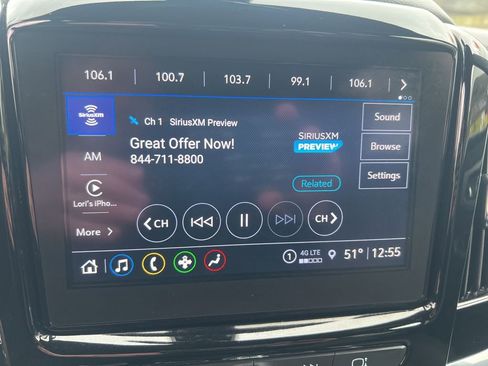 106.1 100.7 103.7 99.1 106.1
SiriusXM
Ch 1 SiriusXM Preview
Sound
Great Offer Now!
844-711-8800
SIRIUSXM
PREVIEW
AM
Browse
Related
Settings
Lori's iPho...
More
CH
CH
1 4G LTE 51° 12:55